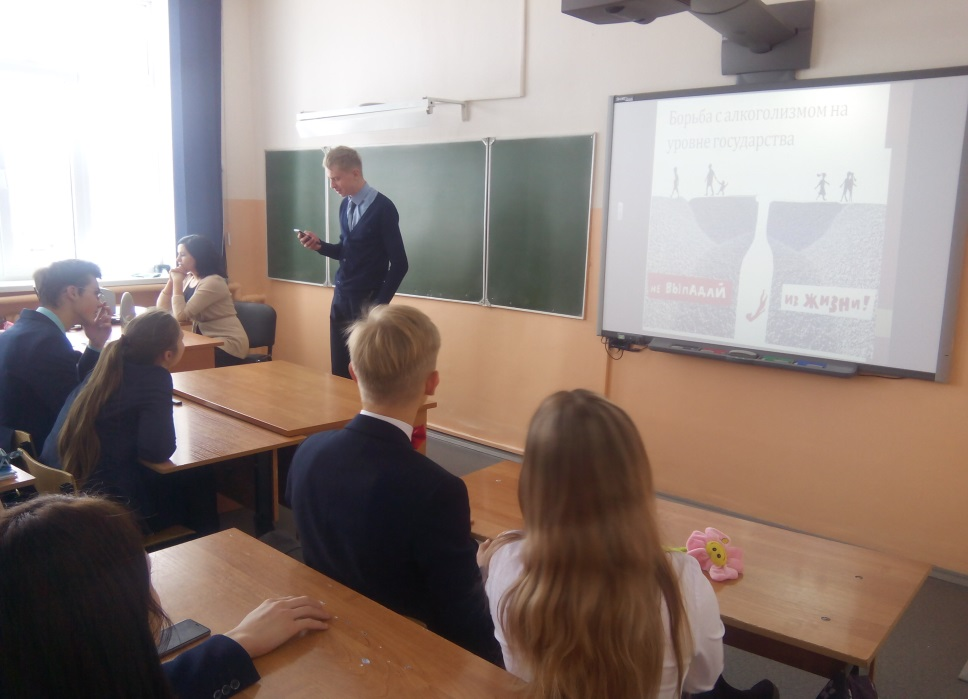 Борьба с алкоголизмом на
уровне государства
НЕ ВЫПАДАЙ
ИЗ ЖИЗНИ!